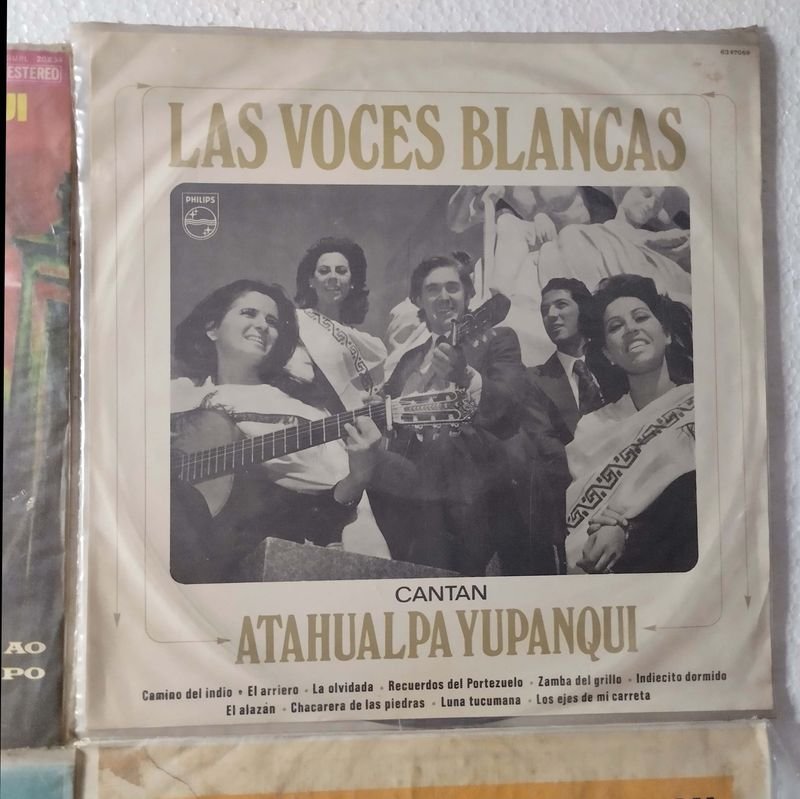 6347069
LAS VOCES BLANCAS
PHILIPS
CANTAN
ATAHUALPA YUPANQUI
Camino del indio • El arriero • La olvidada • Recuerdos del Portezuelo • Zamba del grillo • Indiecito dormido
El alazán • Chacarera de las piedras • Luna tucumana • Los ejes de mi carreta
ESTEREO
UI
AO
PO